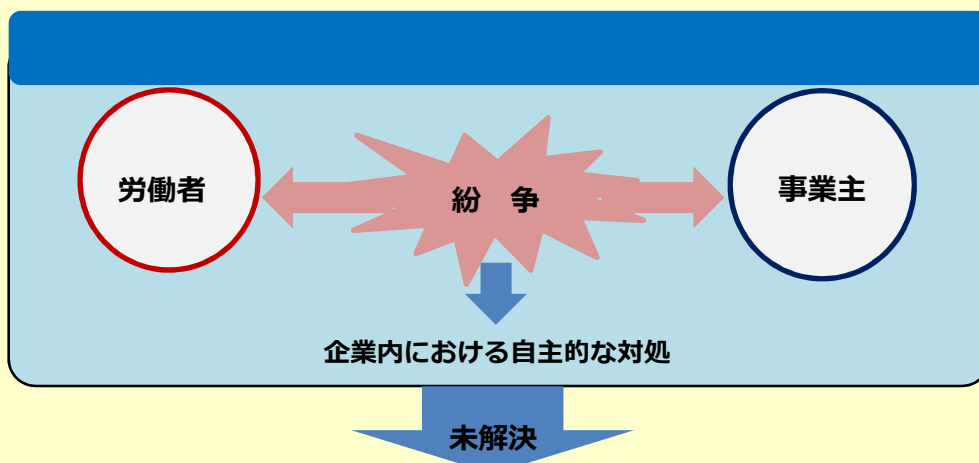 労働者
紛　争
事業主
企業内における自主的な対処
未解決